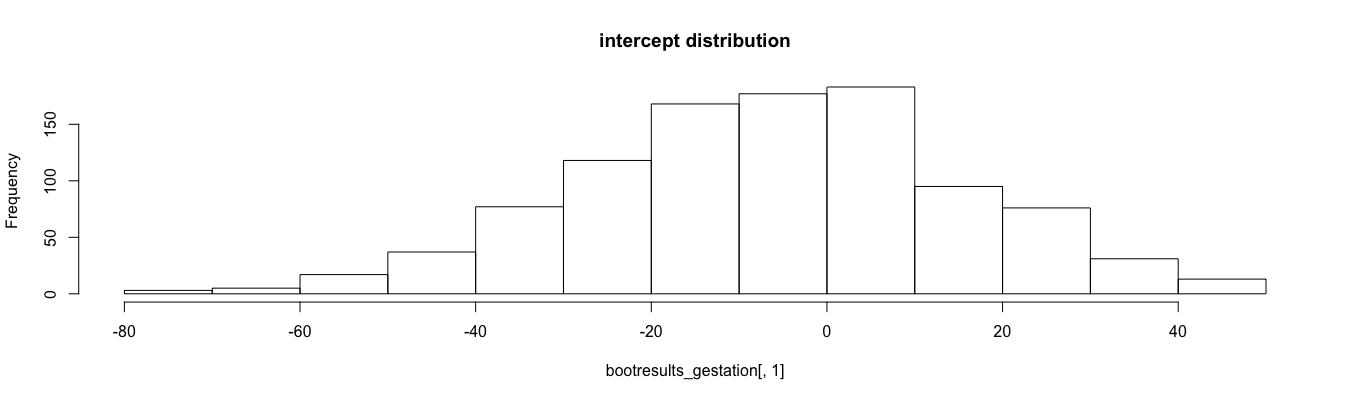 intercept distribution
Frequency
150
100
50
0
-80 -60 -40 -20 0 20 40
bootresults_gestation[, 1]